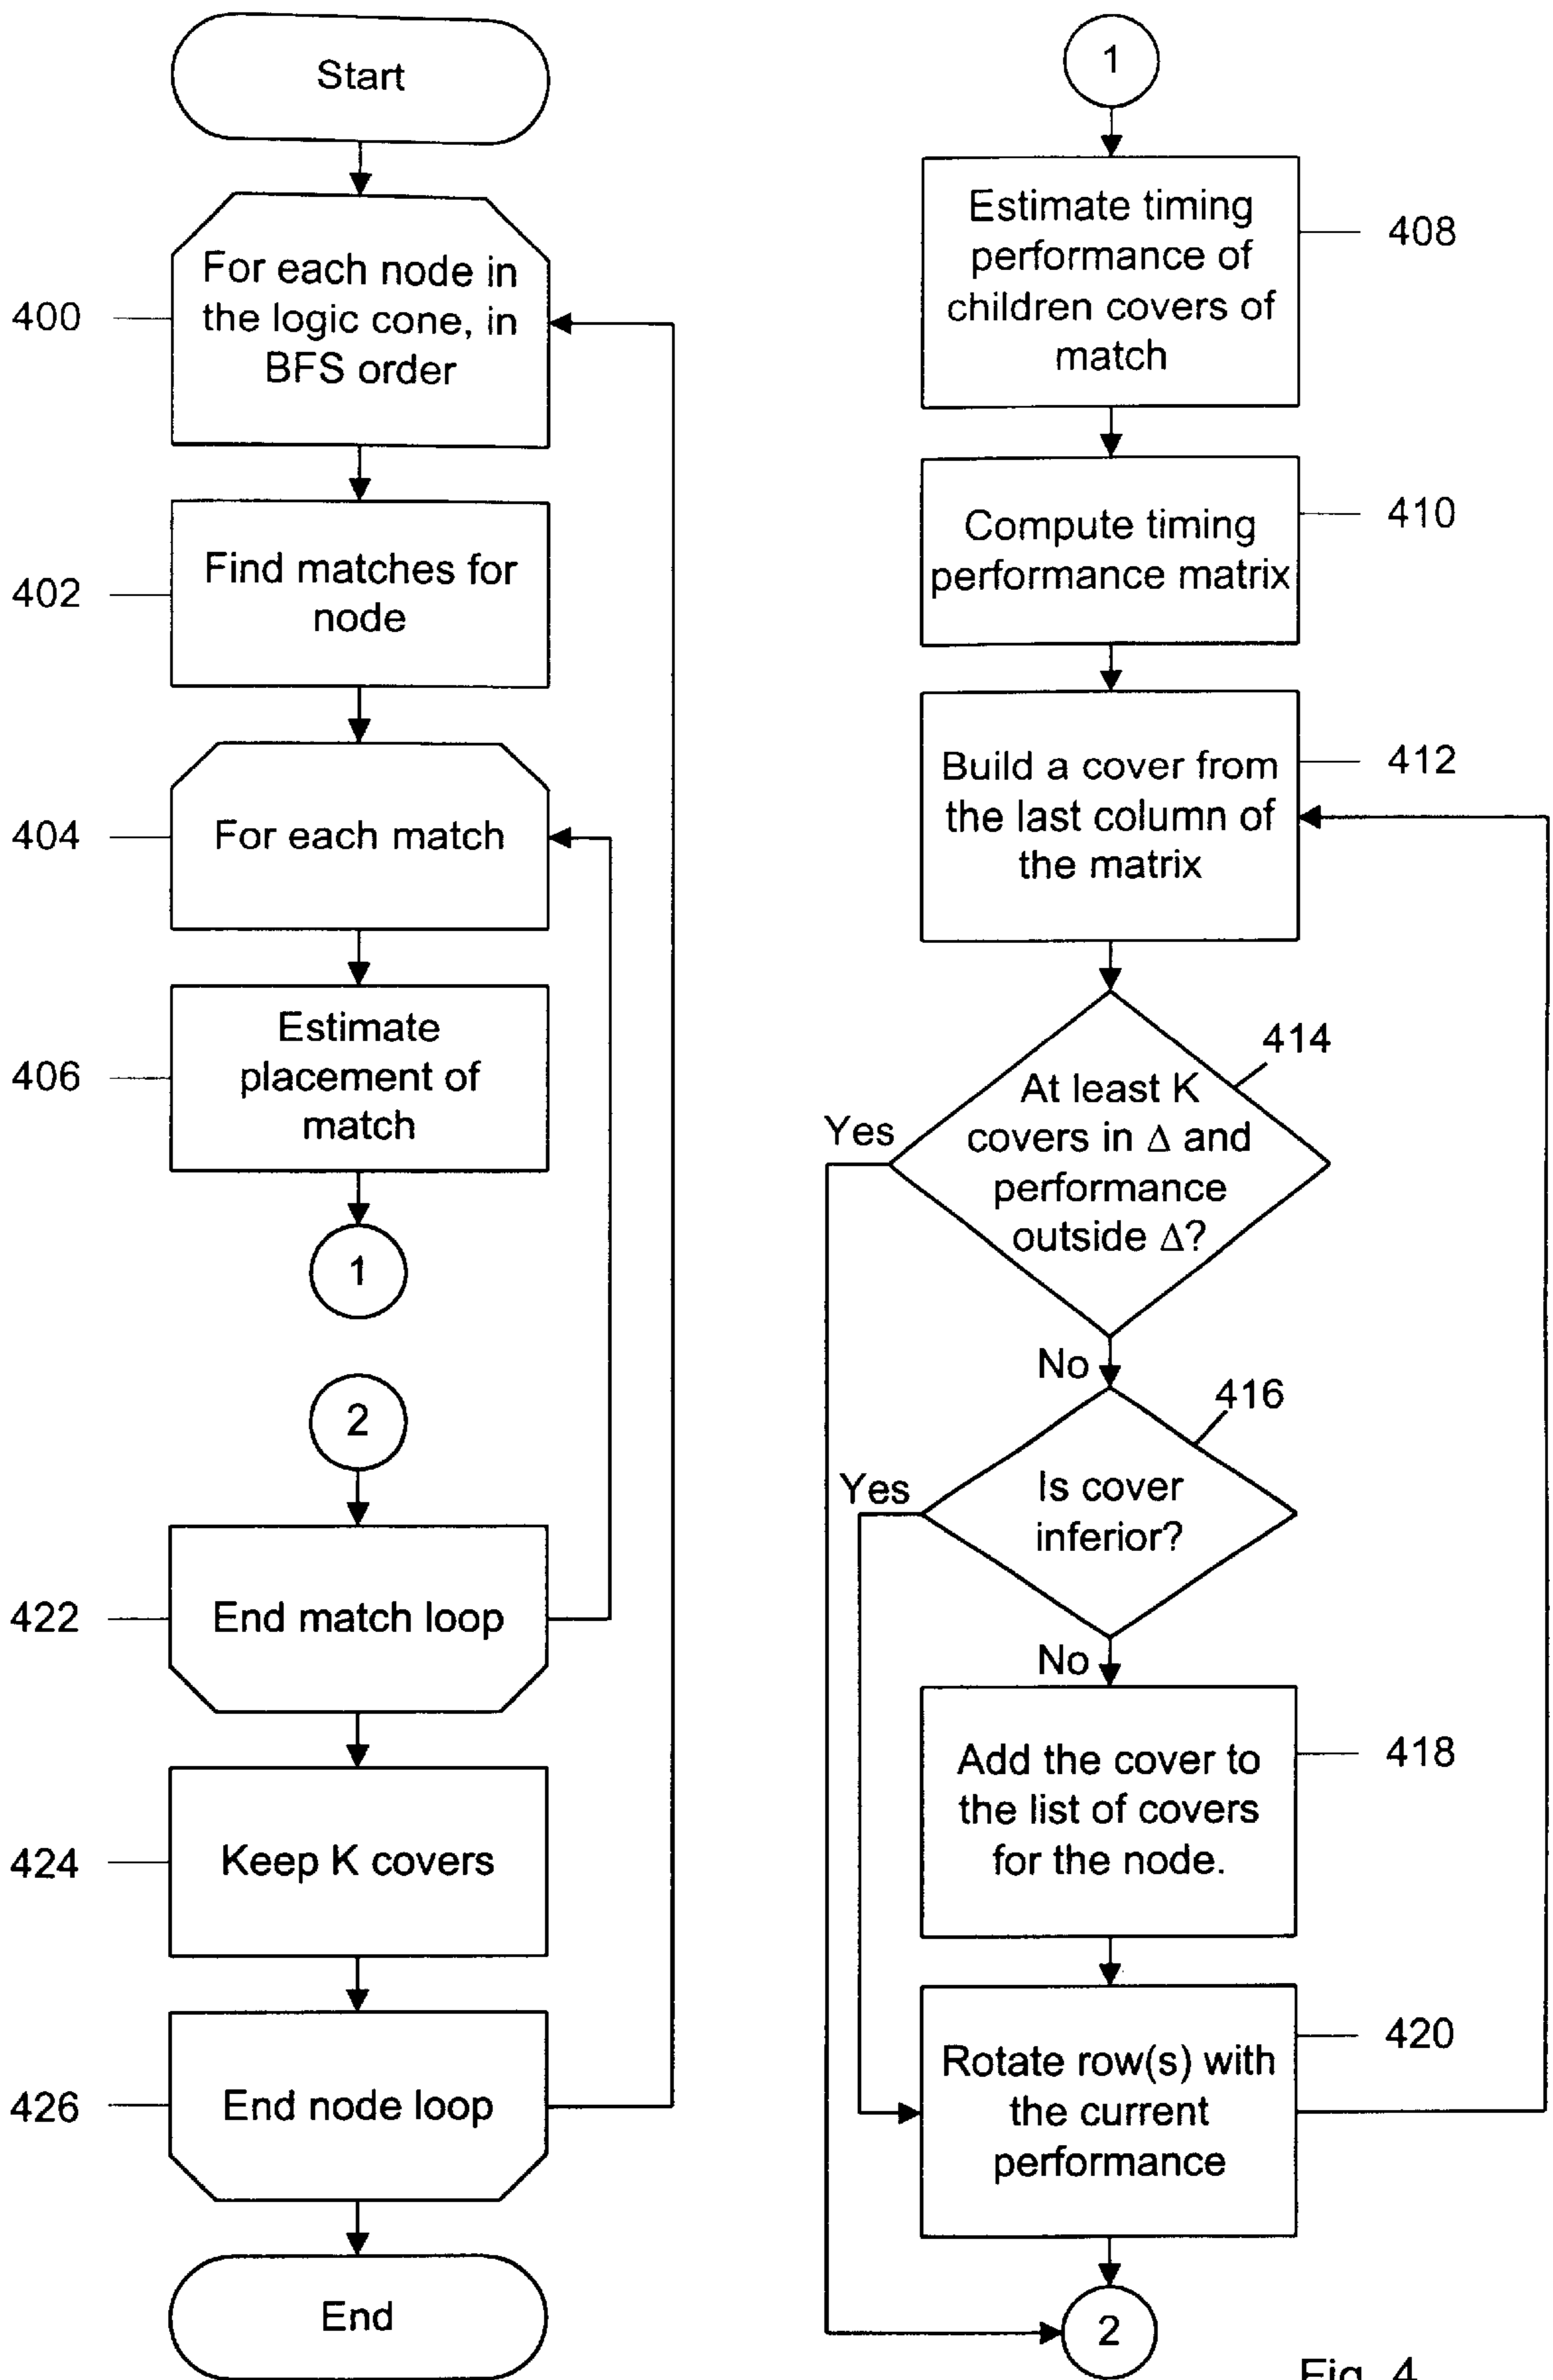 Start
400
For each node in
the logic cone, in
BFS order
402
Find matches for
node
404
For each match
406
Estimate
placement of
match
1
2
422
End match loop
424
Keep K covers
426
End node loop
End
1
Estimate timing
performance of
children covers of
match
408
Compute timing
performance matrix
410
Build a cover from
the last column of
the matrix
412
414
At least K
covers in Δ and
performance
outside Δ?
Yes
No
416
Is cover
inferior?
Yes
No
Add the cover to
the list of covers
for the node.
418
Rotate row(s) with
the current
performance
420
2
Fig. 4